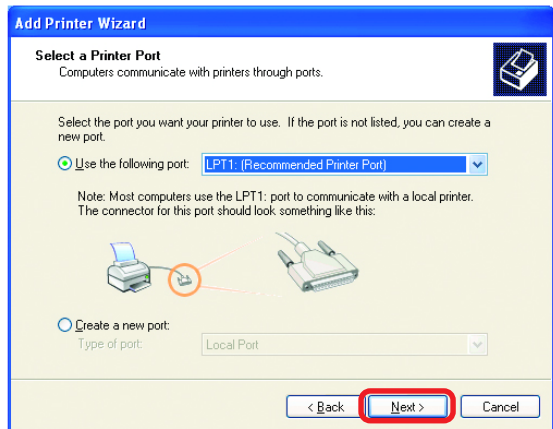 Add Printer Wizard
Select a Printer Port
Computers communicate with printers through ports.
Select the port you want your printer to use. If the port is not listed, you can create a
new port.
Use the following port:
LPT1: (Recommended Printer Port)
Note: Most computers use the LPT1: port to communicate with a local printer.
The connector for this port should look something like this:
Create a new port:
Type of port:
Local Port
< Back
Next >
Cancel